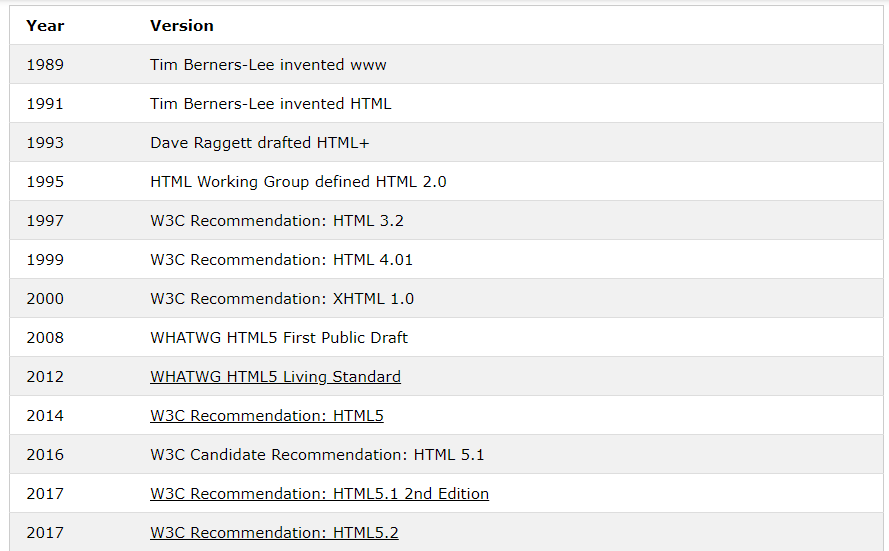 Year Version
1989 Tim Berners-Lee invented www
1991 Tim Berners-Lee invented HTML
1993 Dave Raggett drafted HTML+
1995 HTML Working Group defined HTML 2.0
1997 W3C Recommendation: HTML 3.2
1999 W3C Recommendation: HTML 4.01
2000 W3C Recommendation: XHTML 1.0
2008 WHATWG HTML5 First Public Draft
2012 WHATWG HTML5 Living Standard
2014 W3C Recommendation: HTML5
2016 W3C Candidate Recommendation: HTML 5.1
2017 W3C Recommendation: HTML5.1 2nd Edition
2017 W3C Recommendation: HTML5.2